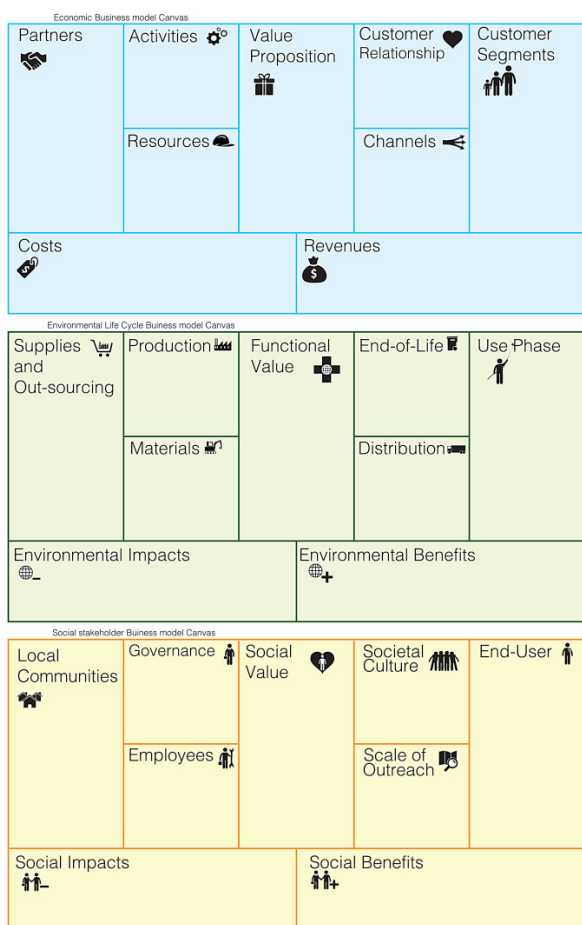 Economic Business model Canvas
Partners
Activities
Value
Proposition
Customer
Relationship
Customer
Segments
Resources
Channels
Costs
$
Revenues
$
Environmental Life Cycle Buiness model Canvas
Supplies
and
Out-sourcing
Production
Functional
Value
End-of-Life
Use Phase
Materials
Distribution
Environmental Impacts
Environmental Benefits
Social stakeholder Buiness model Canvas
Local
Communities
Governance
Social
Value
Societal
Culture
End-User
Employees
Scale of
Outreach
Social Impacts
Social Benefits